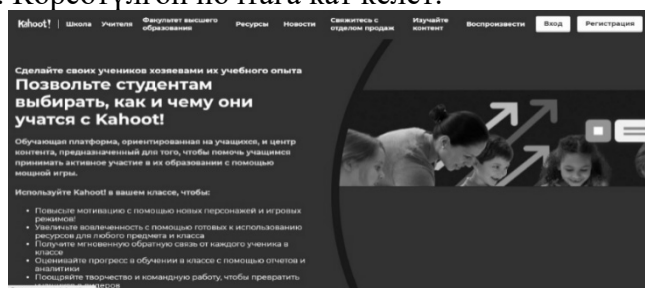 . Көрсөтүлгөн почтага кат келет.
Kahoot! | Школа Учителя Факультет высшего образования Ресурсы Новости Свяжитесь с отделом продаж Изучайте контент Воспроизвести Вход Регистрация
Сделайте своих учеников хозяевами их учебного опыта
Позвольте студентам
выбирать, как и чему они
учатся с Kahoot!
Обучающая платформа, ориентированная на учащихся, и центр
контента, предназначенный для того, чтобы помочь учащимся
принимать активное участие в их образовании с помощью
мощной игры.
Используйте Kahoot! в вашем классе, чтобы:
• Повысьте мотивацию с помощью новых персонажей и игровых
режимов!
• Увеличьте вовлеченность с помощью готовых к использованию
ресурсов для любого предмета и класса
• Получите мгновенную обратную связь от каждого ученика в
классе
• Оценивайте прогресс в обучении в классе с помощью отчетов и
аналитики
• Поощряйте творчество и командную работу, чтобы превратить